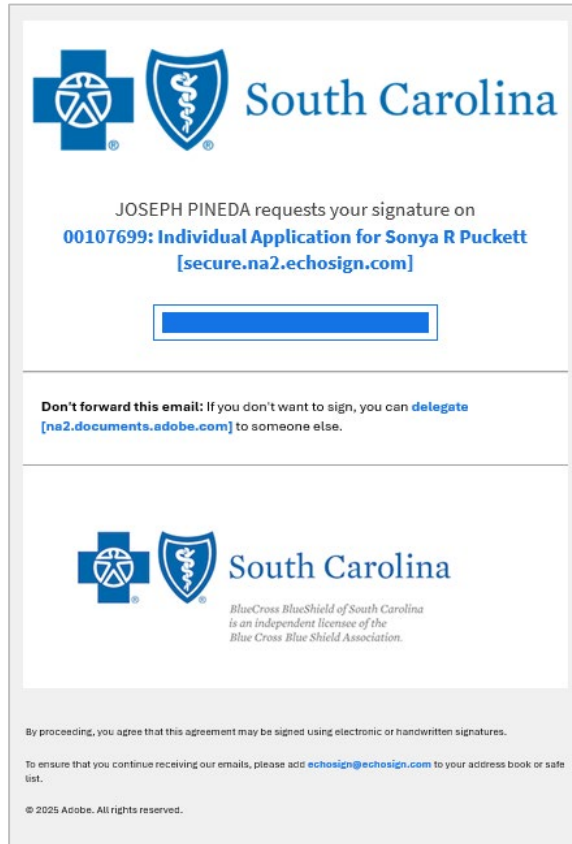 South Carolina
JOSEPH PINEDA requests your signature on
00107699: Individual Application for Sonya R Puckett
[secure.na2.echosign.com]
Don't forward this email: If you don't want to sign, you can delegate
[na2.documents.adobe.com] to someone else.
South Carolina
BlueCross BlueShield of South Carolina
is an independent licensee of the
Blue Cross Blue Shield Association.
By proceeding, you agree that this agreement may be signed using electronic or handwritten signatures.
To ensure that you continue receiving our emails, please add echosign@echosign.com to your address book or safe
list.
© 2025 Adobe. All rights reserved.